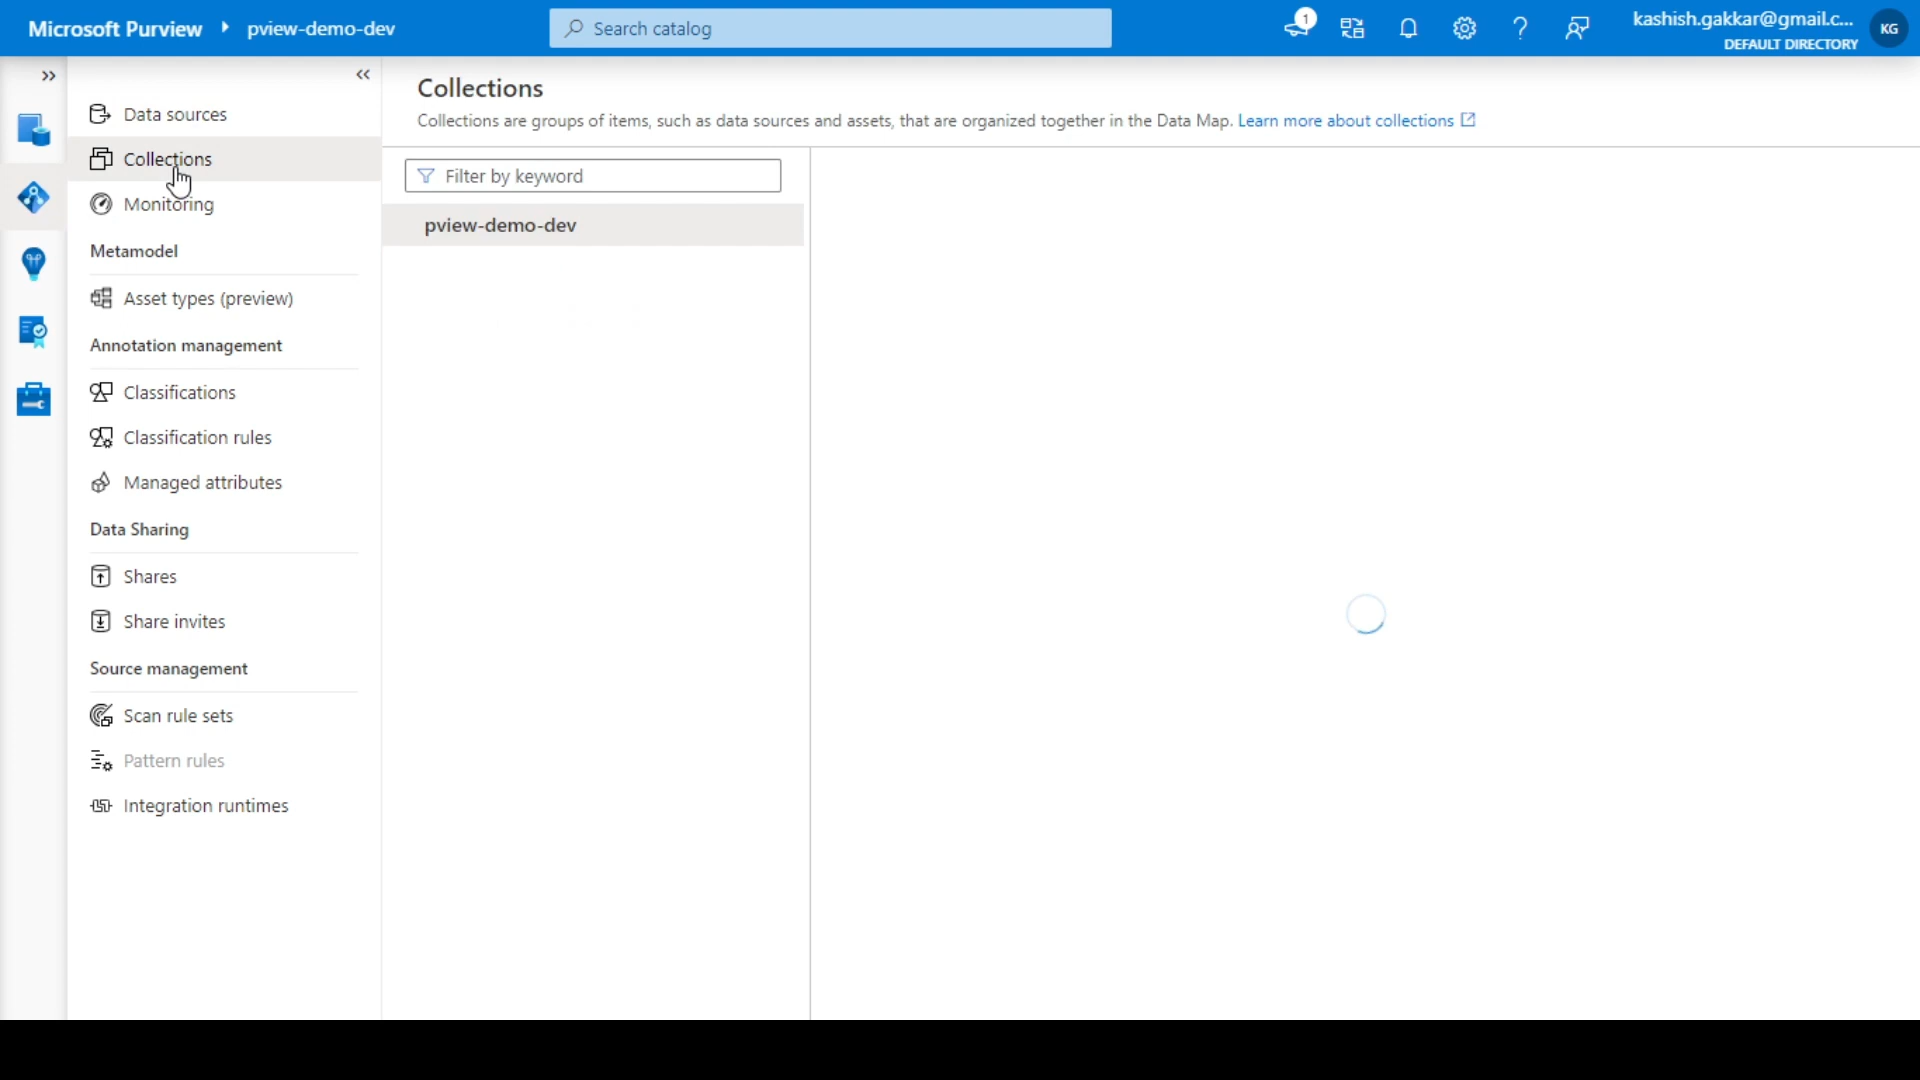 Microsoft Purview pview-demo-dev
Search catalog
1
kashish.gakkar@gmail.c...
DEFAULT DIRECTORY
KG
Data sources
Collections
Monitoring
Metamodel
Asset types (preview)
Annotation management
Classifications
Classification rules
Managed attributes
Data Sharing
Shares
Share invites
Source management
Scan rule sets
Pattern rules
Integration runtimes
Collections
Collections are groups of items, such as data sources and assets, that are organized together in the Data Map. Learn more about collections
Filter by keyword
pview-demo-dev